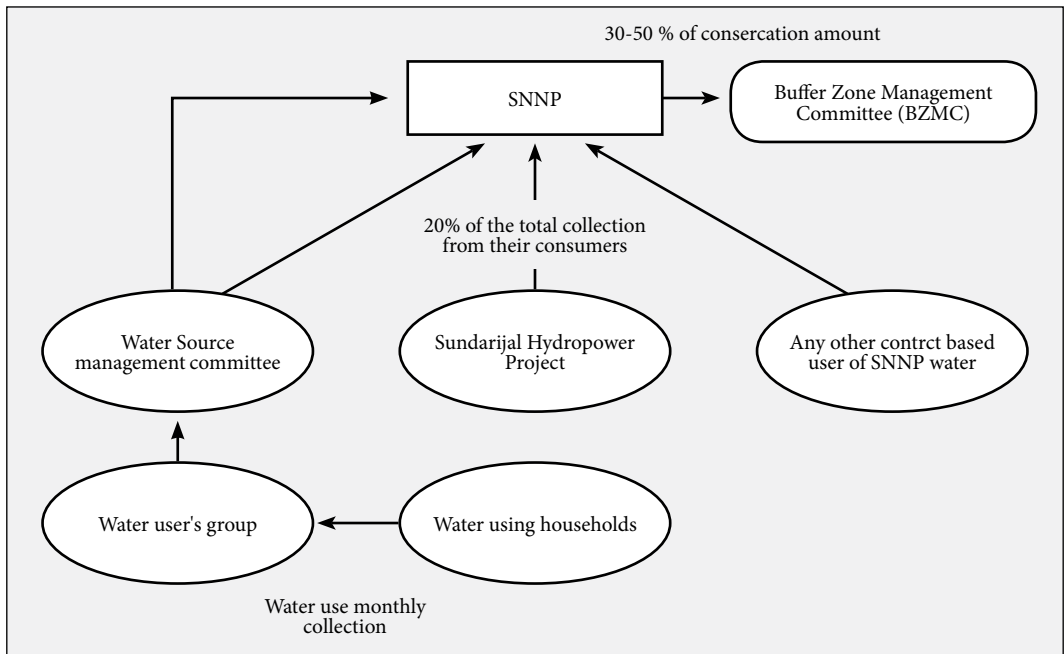 30-50 % of consercation amount
SNNP
Buffer Zone Management
Committee (BZMC)
20% of the total collection
from their consumers
Water Source
management committee
Sundarijal Hydropower
Project
Any other contrct based
user of SNNP water
Water user's group
Water using households
Water use monthly
collection